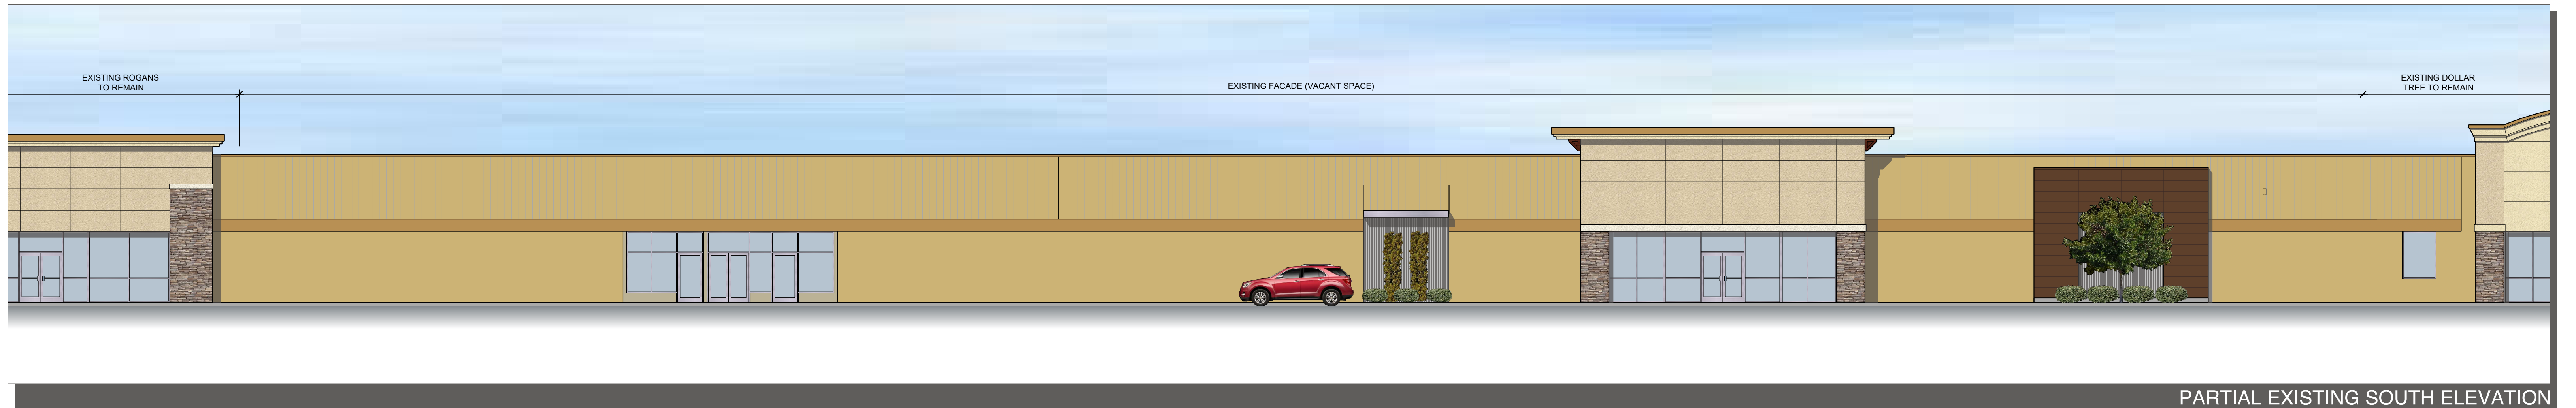 EXISTING ROGANS
TO REMAIN
EXISTING FACADE (VACANT SPACE)
EXISTING DOLLAR
TREE TO REMAIN
PARTIAL EXISTING SOUTH ELEVATION